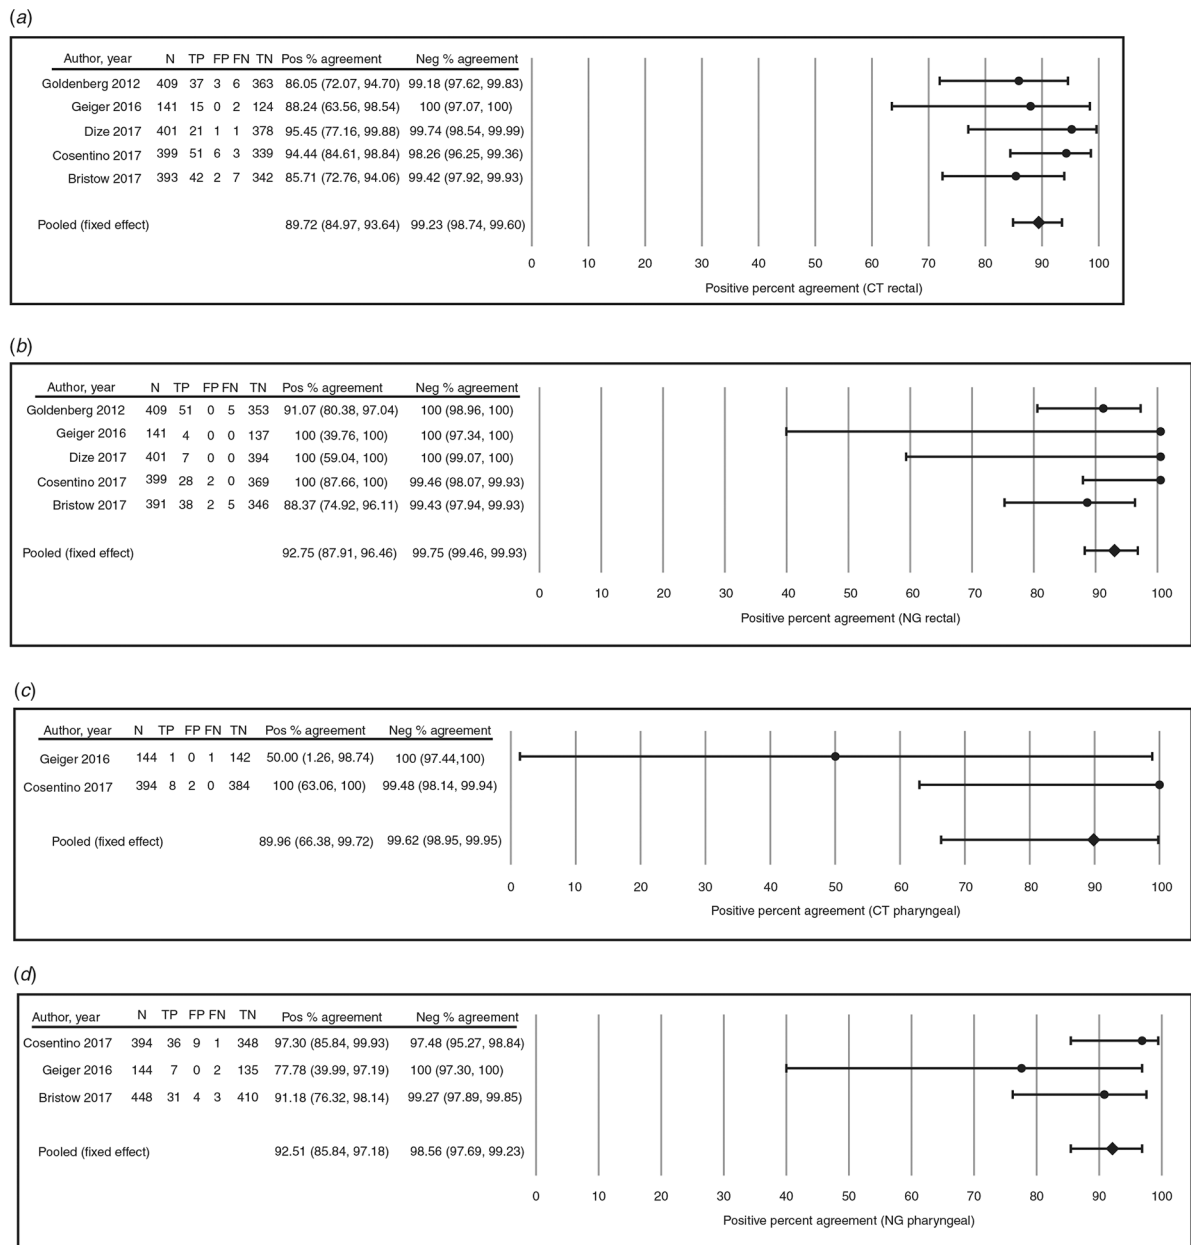 (a)
Author, year N TP FP FN TN Pos % agreement Neg % agreement
Goldenberg 2012 409 37 3 6 363 86.05 (72.07, 94.70) 99.18 (97.62, 99.83)
Geiger 2016 141 15 0 2 124 88.24 (63.56, 98.54) 100 (97.07, 100)
Dize 2017 401 21 1 1 378 95.45 (77.16, 99.88) 99.74 (98.54, 99.99)
Cosentino 2017 399 51 6 3 339 94.44 (84.61, 98.84) 98.26 (96.25, 99.36)
Bristow 2017 393 42 2 7 342 85.71 (72.76, 94.06) 99.42 (97.92, 99.93)
Pooled (fixed effect) 89.72 (84.97, 93.64) 99.23 (98.74, 99.60)
0 10 20 30 40 50 60 70 80 90 100
Positive percent agreement (CT rectal)
(b)
Author, year N TP FP FN TN Pos % agreement Neg % agreement
Goldenberg 2012 409 51 0 5 353 91.07 (80.38, 97.04) 100 (98.96, 100)
Geiger 2016 141 4 0 0 137 100 (39.76, 100) 100 (97.34, 100)
Dize 2017 401 7 0 0 394 100 (59.04, 100) 100 (99.07, 100)
Cosentino 2017 399 28 2 0 369 100 (87.66, 100) 99.46 (98.07, 99.93)
Bristow 2017 391 38 2 5 346 88.37 (74.92, 96.11) 99.43 (97.94, 99.93)
Pooled (fixed effect) 92.75 (87.91, 96.46) 99.75 (99.46, 99.93)
0 10 20 30 40 50 60 70 80 90 100
Positive percent agreement (NG rectal)
(c)
Author, year N TP FP FN TN Pos % agreement Neg % agreement
Geiger 2016 144 1 0 1 142 50.00 (1.26, 98.74) 100 (97.44,100)
Cosentino 2017 394 8 2 0 384 100 (63.06, 100) 99.48 (98.14, 99.94)
Pooled (fixed effect) 89.96 (66.38, 99.72) 99.62 (98.95, 99.95)
0 10 20 30 40 50 60 70 80 90 100
Positive percent agreement (CT pharyngeal)
(d)
Author, year N TP FP FN TN Pos % agreement Neg % agreement
Cosentino 2017 394 36 9 1 348 97.30 (85.84, 99.93) 97.48 (95.27, 98.84)
Geiger 2016 144 7 0 2 135 77.78 (39.99, 97.19) 100 (97.30, 100)
Bristow 2017 448 31 4 3 410 91.18 (76.32, 98.14) 99.27 (97.89, 99.85)
Pooled (fixed effect) 92.51 (85.84, 97.18) 98.56 (97.69, 99.23)
0 10 20 30 40 50 60 70 80 90 100
Positive percent agreement (NG pharyngeal)